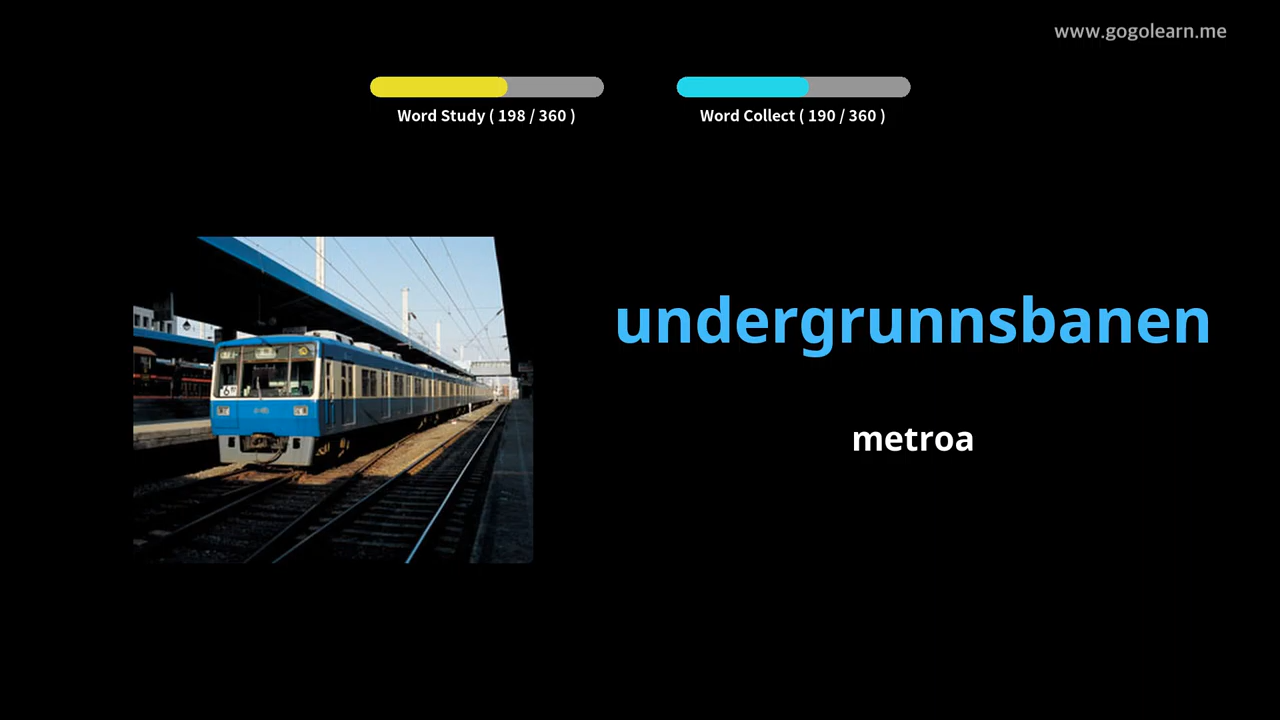 www.gogolearn.me
Word Study ( 198 / 360 )
Word Collect ( 190 / 360 )
undergrunnsbanen
metroa